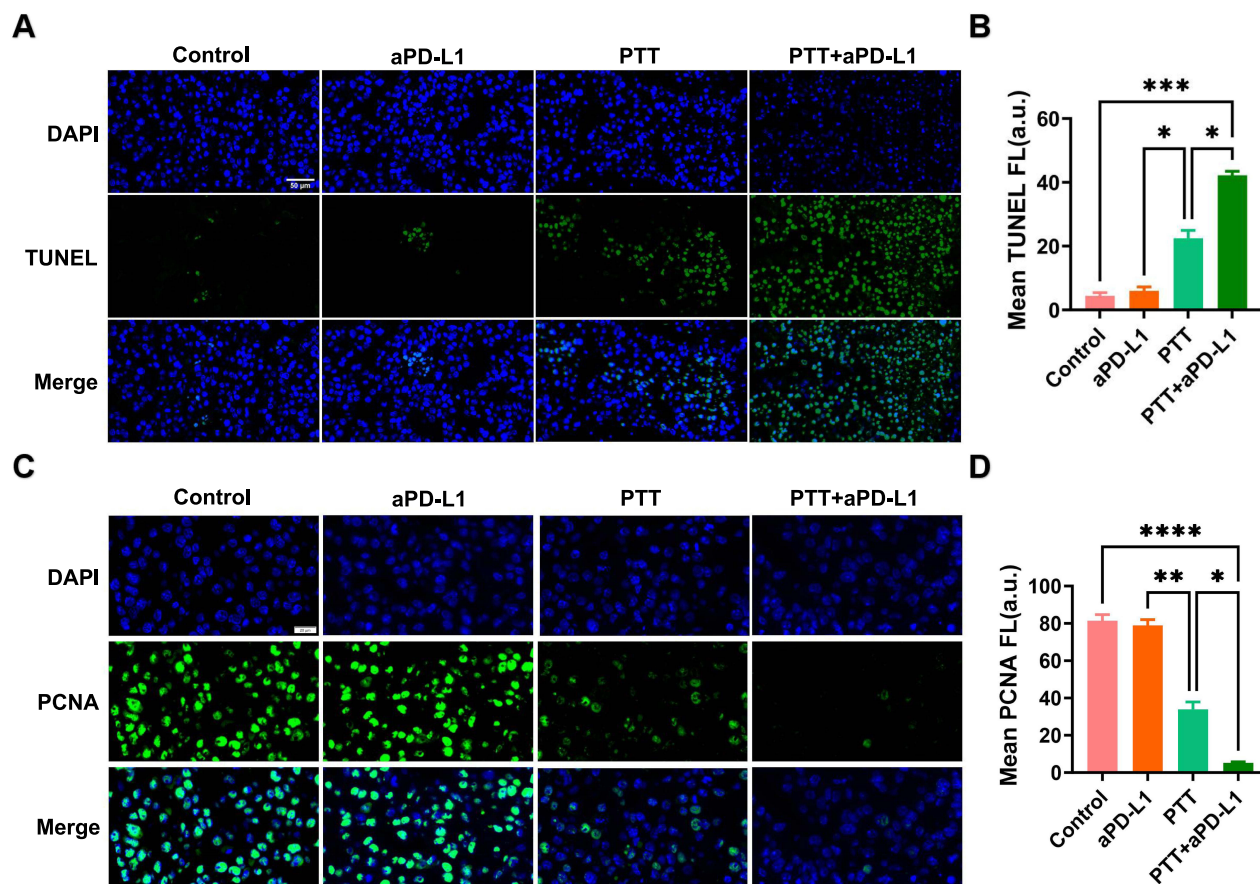 A
Control aPD-L1 PTT PTT+aPD-L1
DAPI
50 μm
TUNEL
Merge
B
***
* *
Mean TUNEL FL(a.u.)
60
40
20
0
Control aPD-L1 PTT PTT+aPD-L1
C
Control aPD-L1 PTT PTT+aPD-L1
DAPI
PCNA
Merge
D
****
** *
Mean PCNA FL(a.u.)
100
80
60
40
20
0
Control aPD-L1 PTT PTT+aPD-L1